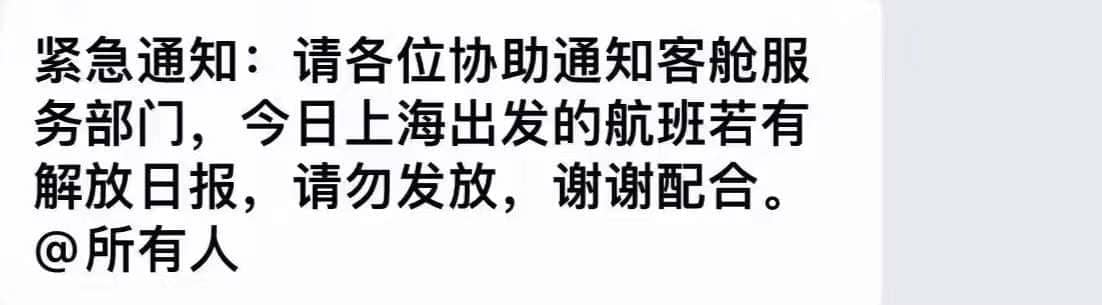 紧急通知：请各位协助通知客舱服
务部门，今日上海出发的航班若有
解放日报，请勿发放，谢谢配合。
@所有人